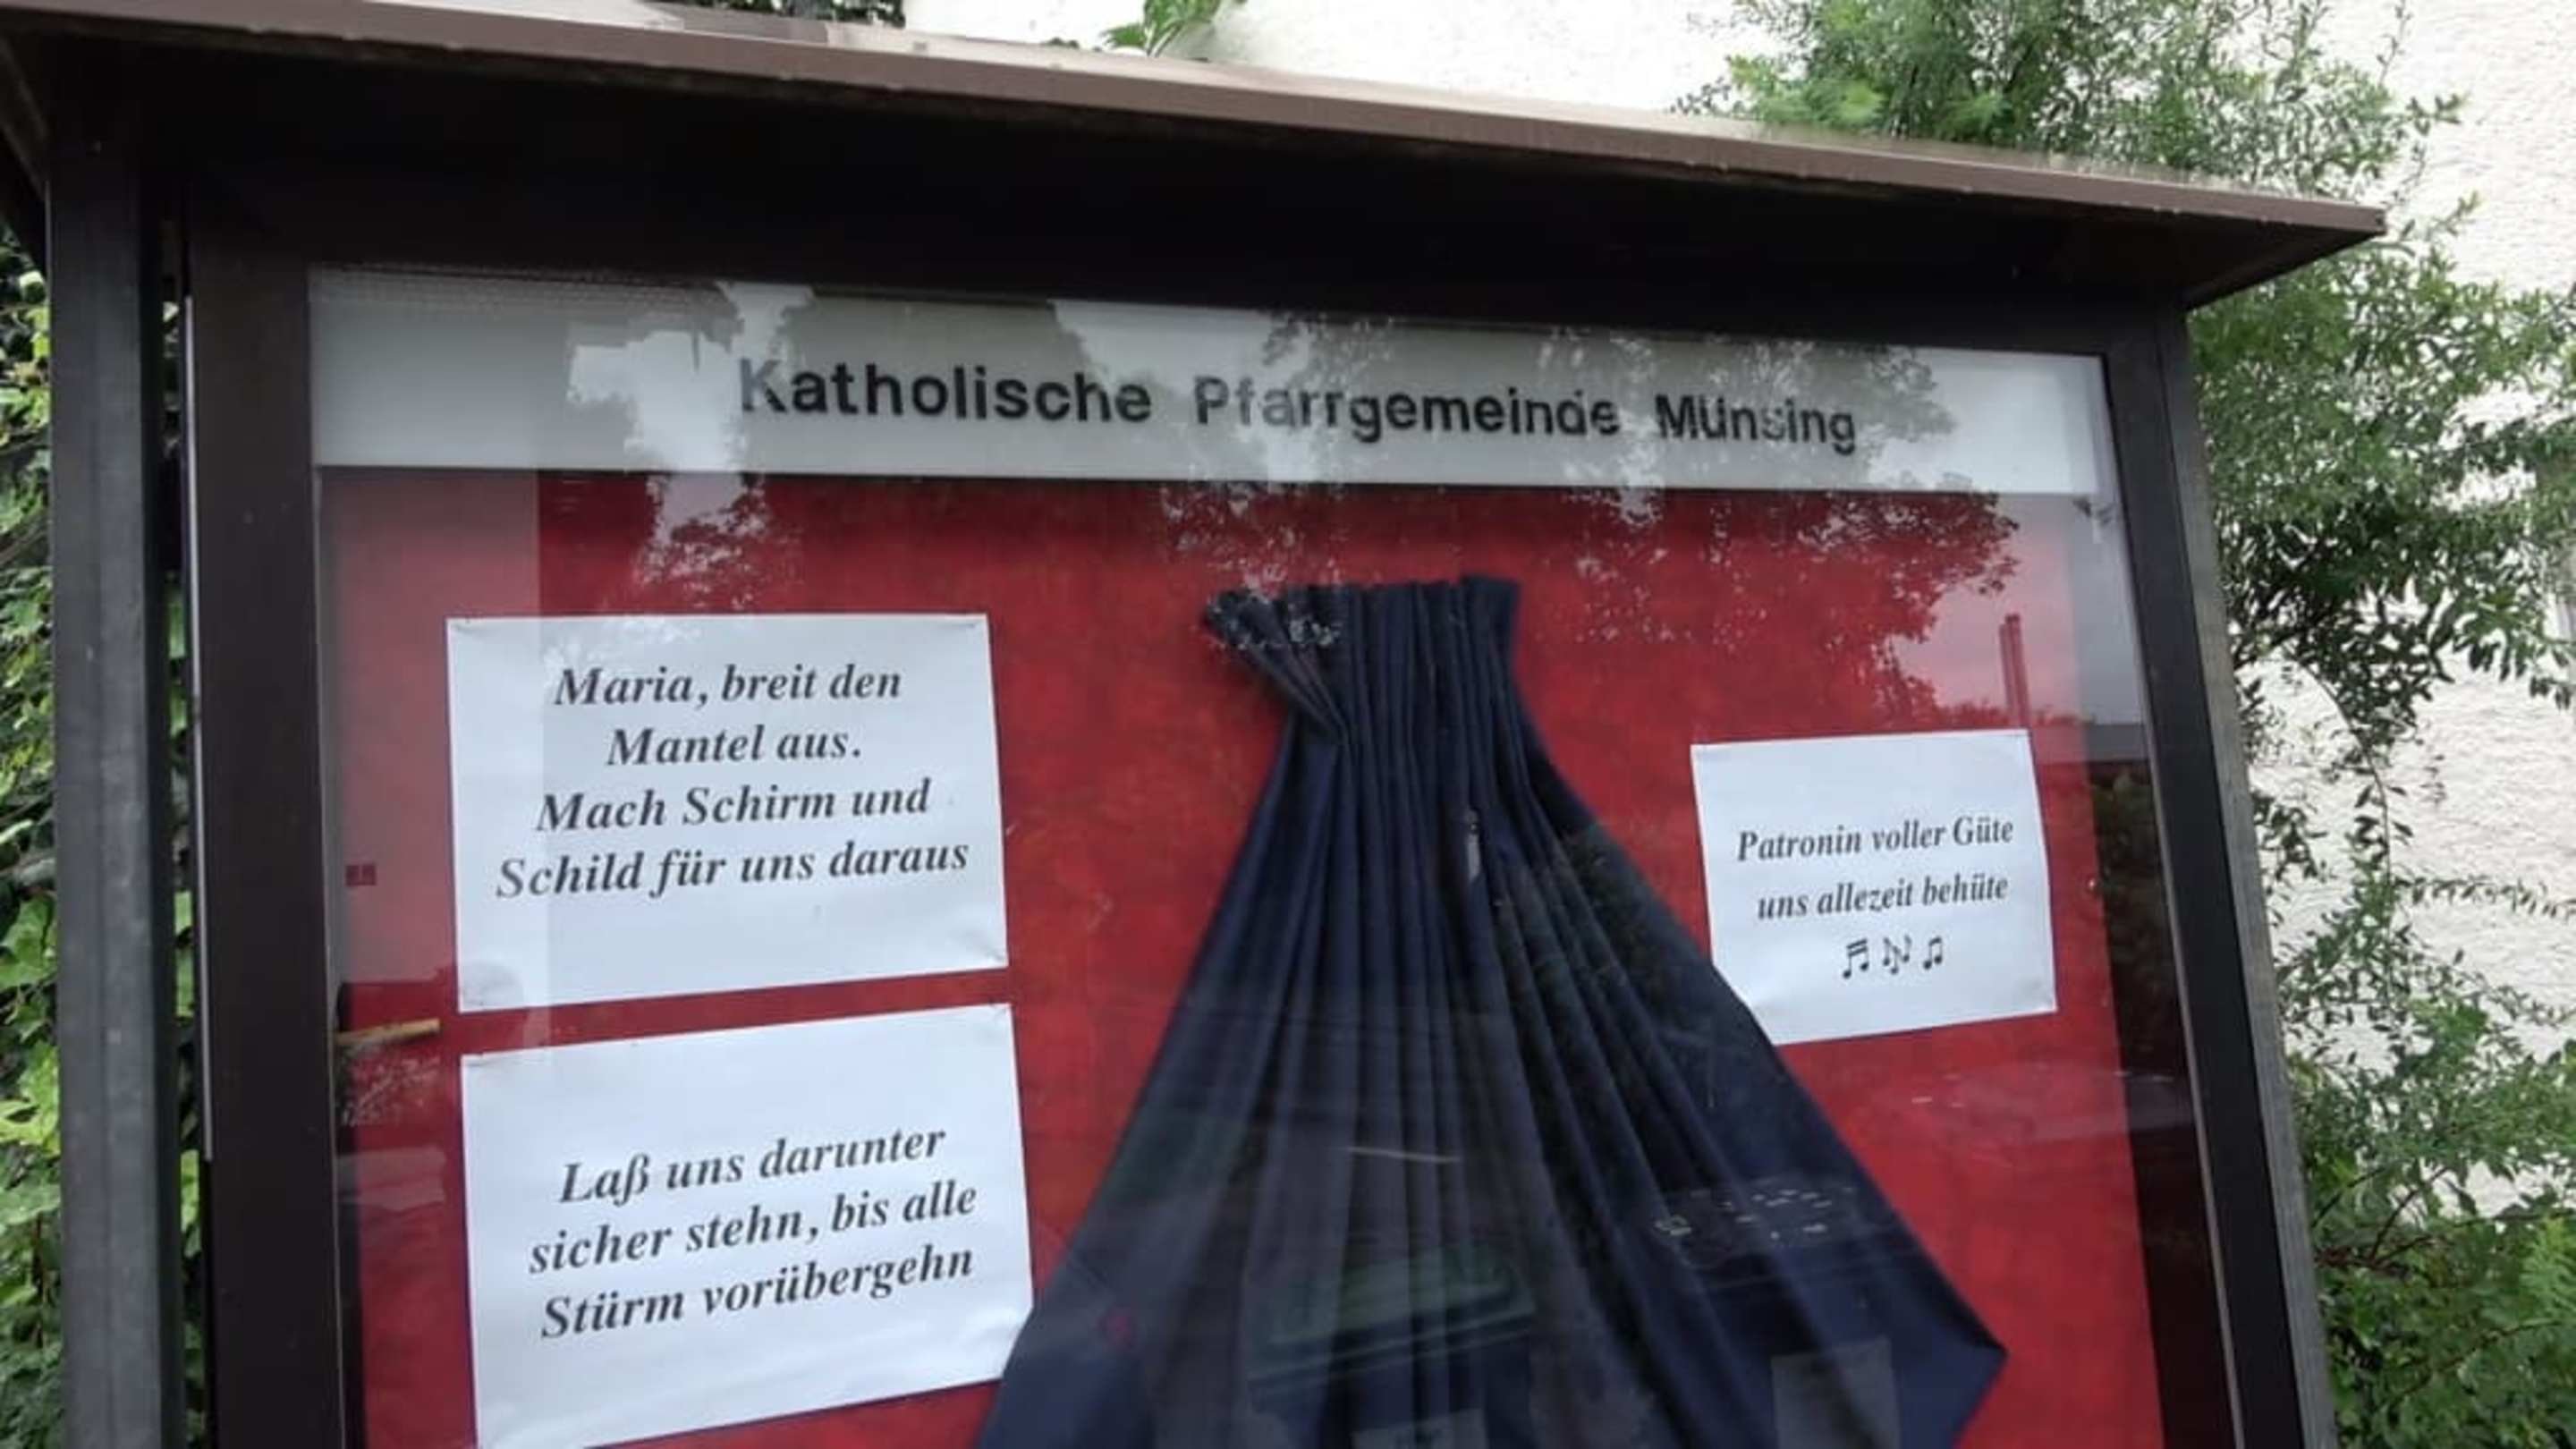 Katholische Pfarrgemeinde Münsing
Maria, breit den
Mantel aus.
Mach Schirm und
Schild für uns daraus
Laß uns darunter
sicher stehn, bis alle
Stürm vorübergehn
Patronin voller Güte
uns allezeit behüte